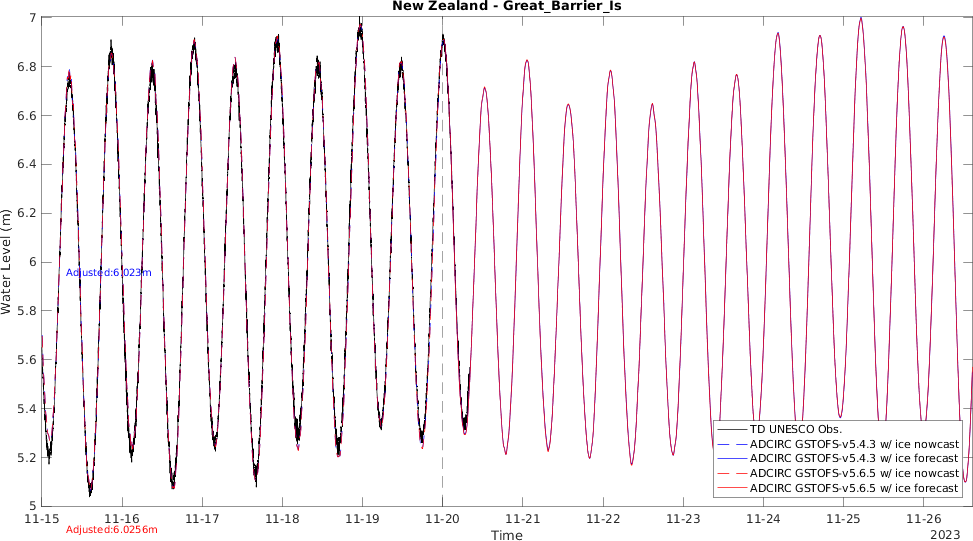 New Zealand - Great_Barrier_Is
7
6.8
6.6
6.4
6.2
6
5.8
5.6
5.4
5.2
5
Water Level (m)
Adjusted:6.023m
Adjusted:6.0256m
TD UNESCO Obs.
ADCIRC GSTOFS-v5.4.3 w/ ice nowcast
ADCIRC GSTOFS-v5.4.3 w/ ice forecast
ADCIRC GSTOFS-v5.6.5 w/ ice nowcast
ADCIRC GSTOFS-v5.6.5 w/ ice forecast
11-15 11-16 11-17 11-18 11-19 11-20 11-21 11-22 11-23 11-24 11-25 11-26
Time
2023